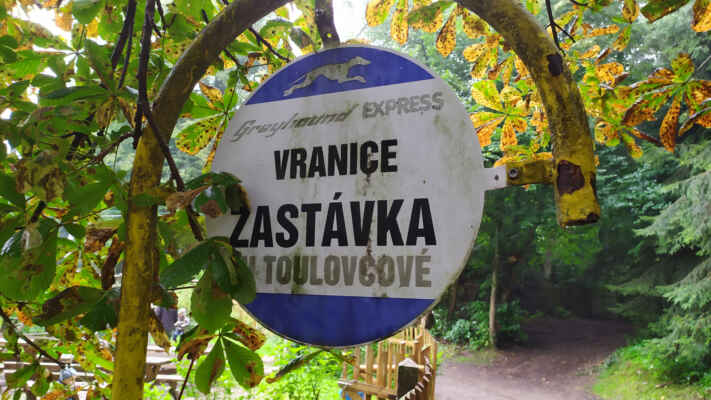 Greyhound EXPRESS
VRANICE
ZASTÁVKA
U TOULOVCOVÉ